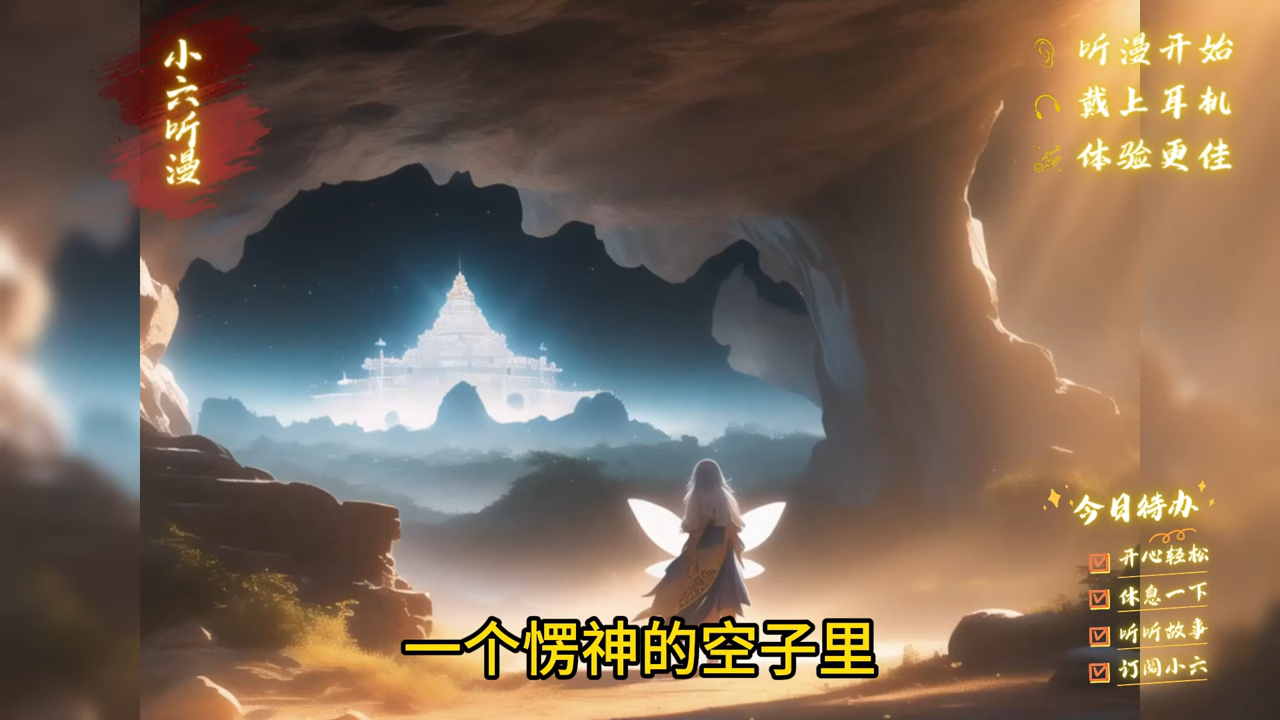 小六听漫
听漫开始
戴上耳机
体验更佳
今日待办
开心轻松
休息一下
听听故事
订阅小六
一个愣神的空子里